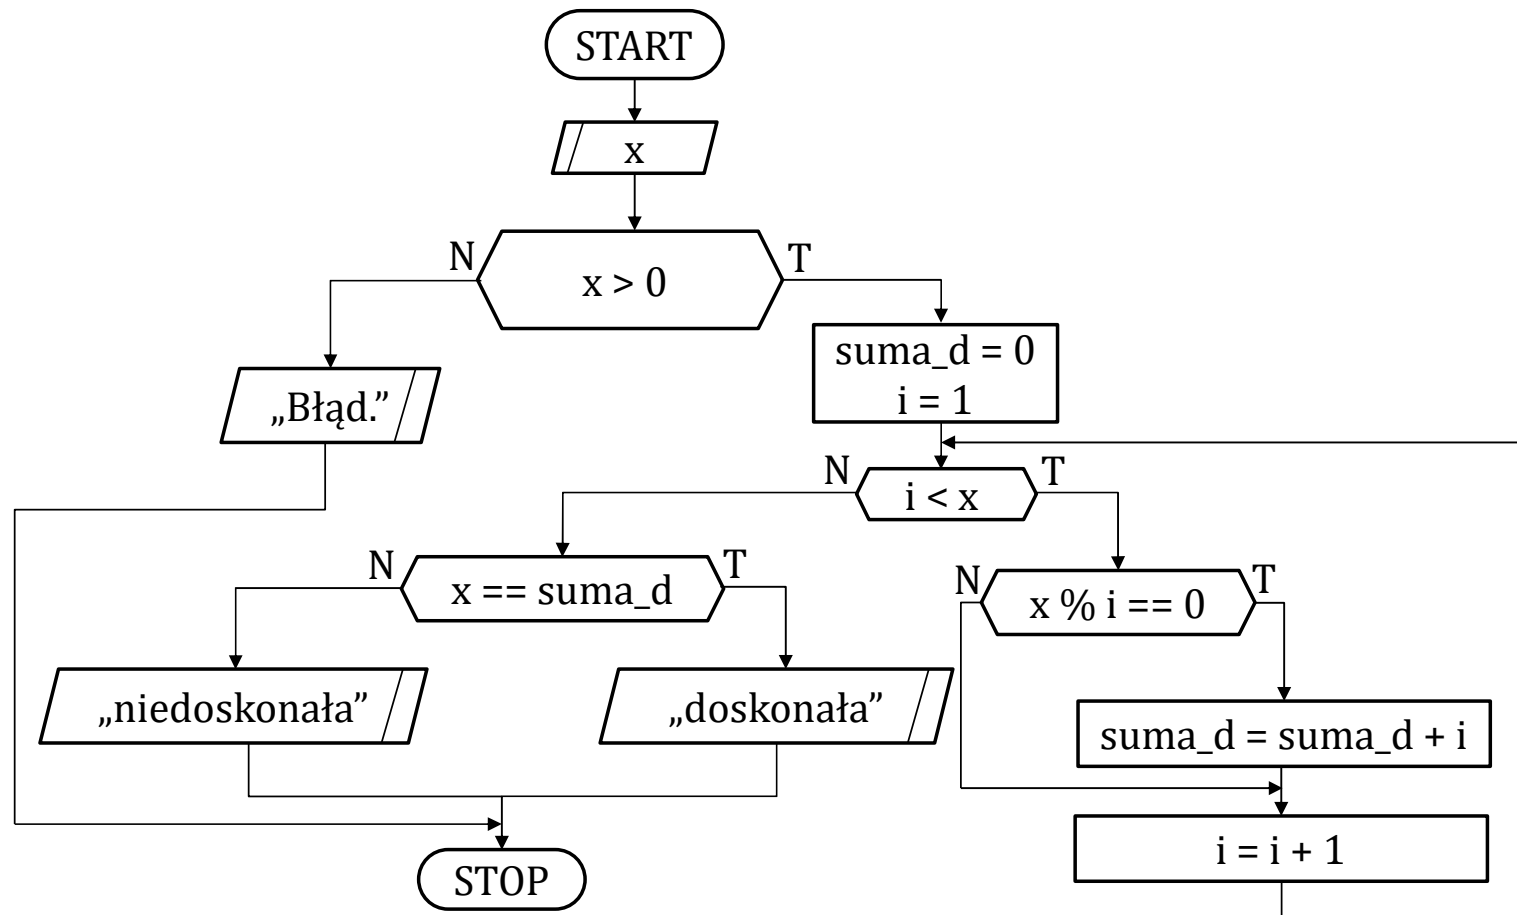 START
x
N
T
x > 0
suma_d = 0
i = 1
„Błąd.”
N
T
i < x
N
T
x == suma_d
N
T
x % i == 0
„niedoskonała”
„doskonała”
suma_d = suma_d + i
i = i + 1
STOP